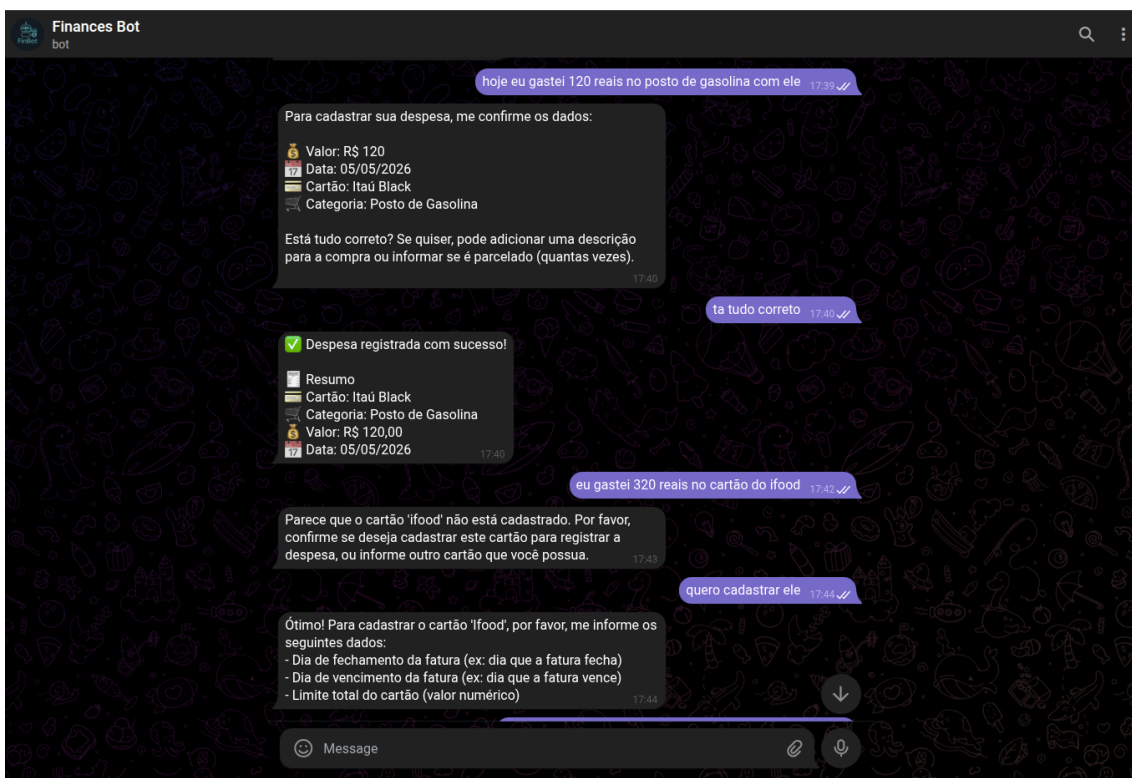 Finances Bot
bot
FinBot
hoje eu gastei 120 reais no posto de gasolina com ele 17:39
Para cadastrar sua despesa, me confirme os dados:
Valor: R$ 120
17 Data: 05/05/2026
Cartão: Itaú Black
Categoria: Posto de Gasolina
Está tudo correto? Se quiser, pode adicionar uma descrição
para a compra ou informar se é parcelado (quantas vezes).
17:40
ta tudo correto 17:40
Despesa registrada com sucesso!
Resumo
Cartão: Itaú Black
Categoria: Posto de Gasolina
Valor: R$ 120,00
17 Data: 05/05/2026 17:40
eu gastei 320 reais no cartão do ifood 17:42
Parece que o cartão 'ifood' não está cadastrado. Por favor,
confirme se deseja cadastrar este cartão para registrar a
despesa, ou informe outro cartão que você possua. 17:43
quero cadastrar ele 17:44
Ótimo! Para cadastrar o cartão 'Ifood', por favor, me informe os
seguintes dados:
- Dia de fechamento da fatura (ex: dia que a fatura fecha)
- Dia de vencimento da fatura (ex: dia que a fatura vence)
- Limite total do cartão (valor numérico) 17:44
Message